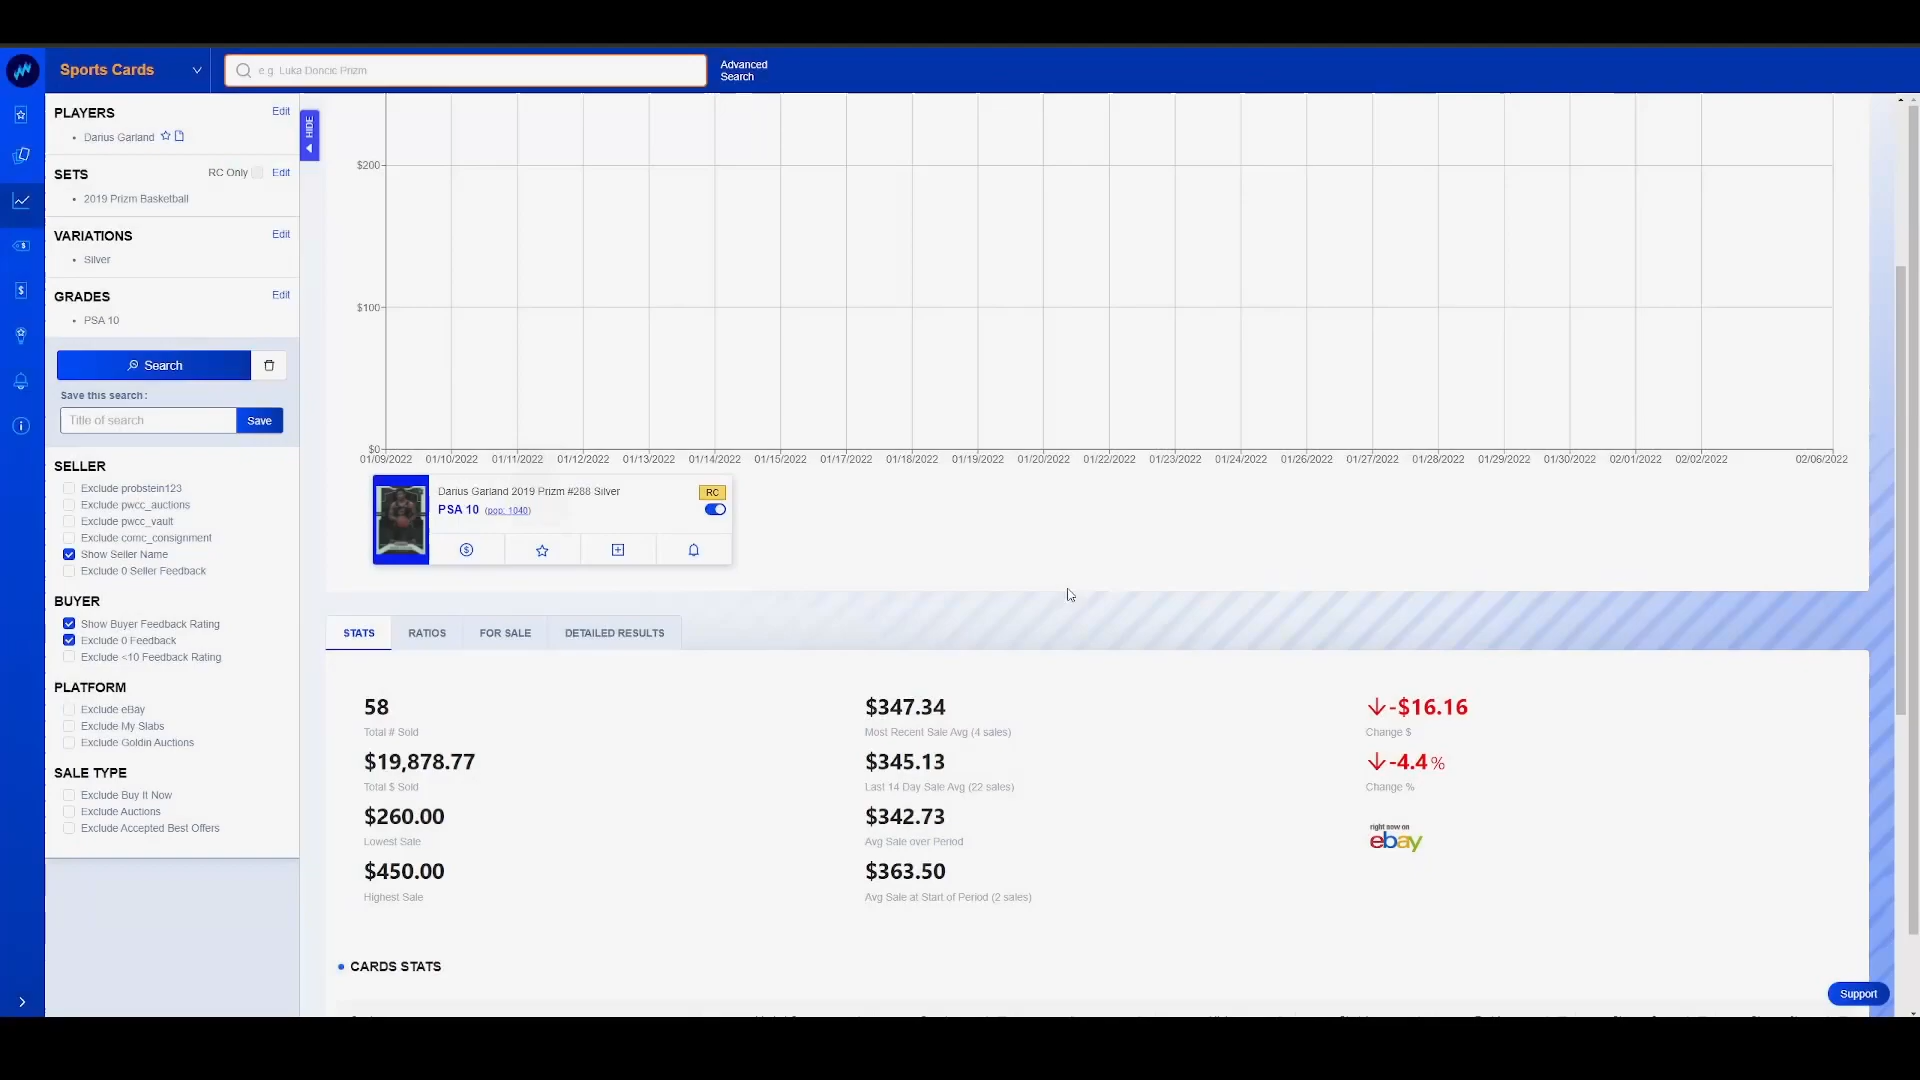 Sports Cards
e.g. Luka Doncic Prizm
Advanced
Search
PLAYERS
Edit
Darius Garland
SETS
RC Only
Edit
2019 Prizm Basketball
VARIATIONS
Edit
Silver
GRADES
Edit
PSA 10
Search
Save this search:
Title of search
Save
SELLER
Exclude probstein123
Exclude pwcc_auctions
Exclude pwcc_vault
Exclude comc_consignment
Show Seller Name
Exclude 0 Seller Feedback
BUYER
Show Buyer Feedback Rating
Exclude 0 Feedback
Exclude <10 Feedback Rating
PLATFORM
Exclude eBay
Exclude My Slabs
Exclude Goldin Auctions
SALE TYPE
Exclude Buy It Now
Exclude Auctions
Exclude Accepted Best Offers
HIDE
$200
$100
$0
01/09/2022 01/10/2022 01/11/2022 01/12/2022 01/13/2022 01/14/2022 01/15/2022 01/17/2022 01/18/2022 01/19/2022 01/20/2022 01/22/2022 01/23/2022 01/24/2022 01/26/2022 01/27/2022 01/28/2022 01/29/2022 01/30/2022 02/01/2022 02/02/2022 02/06/2022
Darius Garland 2019 Prizm #288 Silver
RC
PSA 10 (pop: 1040)
STATS
RATIOS
FOR SALE
DETAILED RESULTS
58
Total # Sold
$19,878.77
Total $ Sold
$260.00
Lowest Sale
$450.00
Highest Sale
$347.34
Most Recent Sale Avg (4 sales)
$345.13
Last 14 Day Sale Avg (22 sales)
$342.73
Avg Sale over Period
$363.50
Avg Sale at Start of Period (2 sales)
-$16.16
Change $
-4.4 %
Change %
right now on
ebay
CARDS STATS
Support